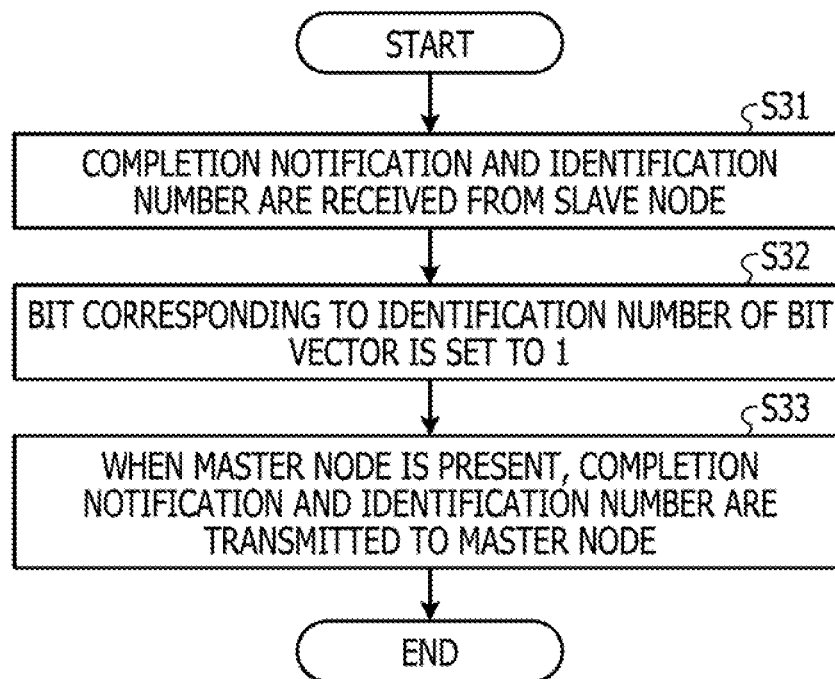 START
S31
COMPLETION NOTIFICATION AND IDENTIFICATION
NUMBER ARE RECEIVED FROM SLAVE NODE
S32
BIT CORRESPONDING TO IDENTIFICATION NUMBER OF BIT
VECTOR IS SET TO 1
S33
WHEN MASTER NODE IS PRESENT, COMPLETION
NOTIFICATION AND IDENTIFICATION NUMBER ARE
TRANSMITTED TO MASTER NODE
END